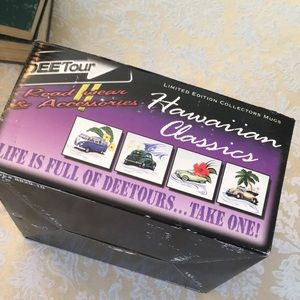 DEETour
Road Wear
& Accessories
LIMITED EDITION COLLECTORS MUGS
Hawaiian
Classics
LIFE IS FULL OF DEETOURS...TAKE ONE!